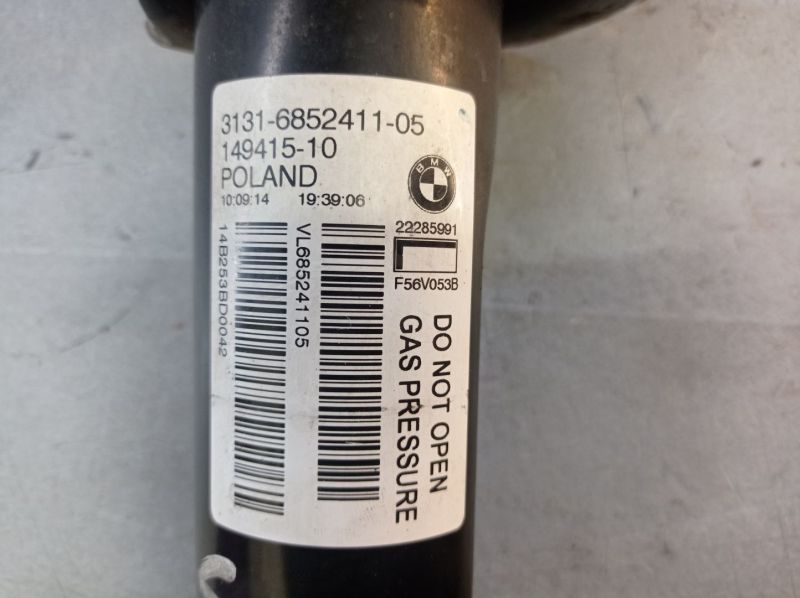 3131-6852411-05
149415-10
POLAND
10:09:14 19:39:06
BMW
22285991
L
F56V053B
14B253BD0042
VL685241105
DO NOT OPEN
GAS PRESSURE